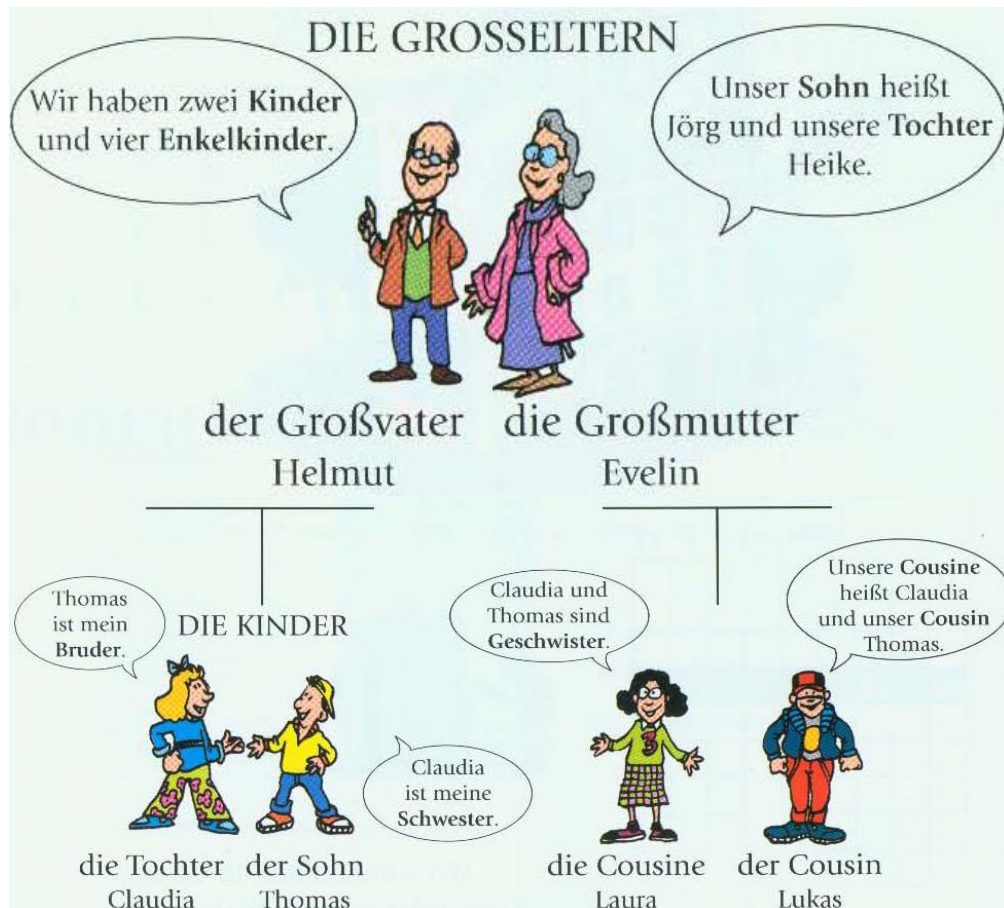 DIE GROSSELTERN
Wir haben zwei Kinder
und vier Enkelkinder.
Unser Sohn heißt
Jörg und unsere Tochter
Heike.
der Großvater
Helmut
die Großmutter
Evelin
Thomas
ist mein
Bruder.
DIE KINDER
Claudia
ist meine
Schwester.
Claudia und
Thomas sind
Geschwister.
Unsere Cousine
heißt Claudia
und unser Cousin
Thomas.
3
die Tochter
Claudia
der Sohn
Thomas
die Cousine
Laura
der Cousin
Lukas